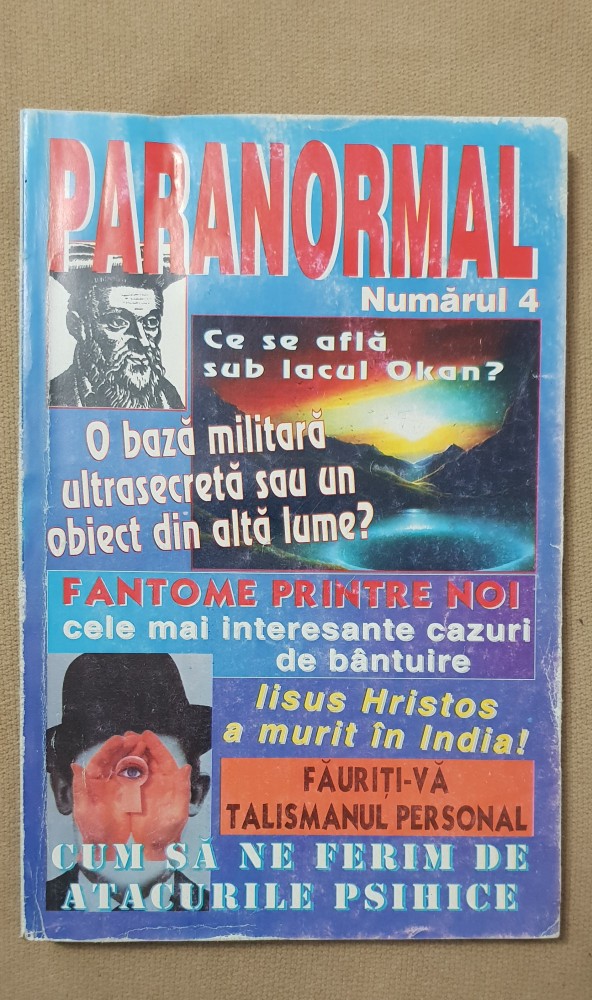 PARANORMAL
Numărul 4
Ce se află
sub lacul Okan?
O bază militară
ultrasecretă sau un
obiect din altă lume?
FANTOME PRINTRE NOI
cele mai interesante cazuri
de bântuire
Iisus Hristos
a murit în India!
FĂURIȚI-VĂ
TALISMANUL PERSONAL
CUM SĂ NE FERIM DE
ATACURILE PSIHICE